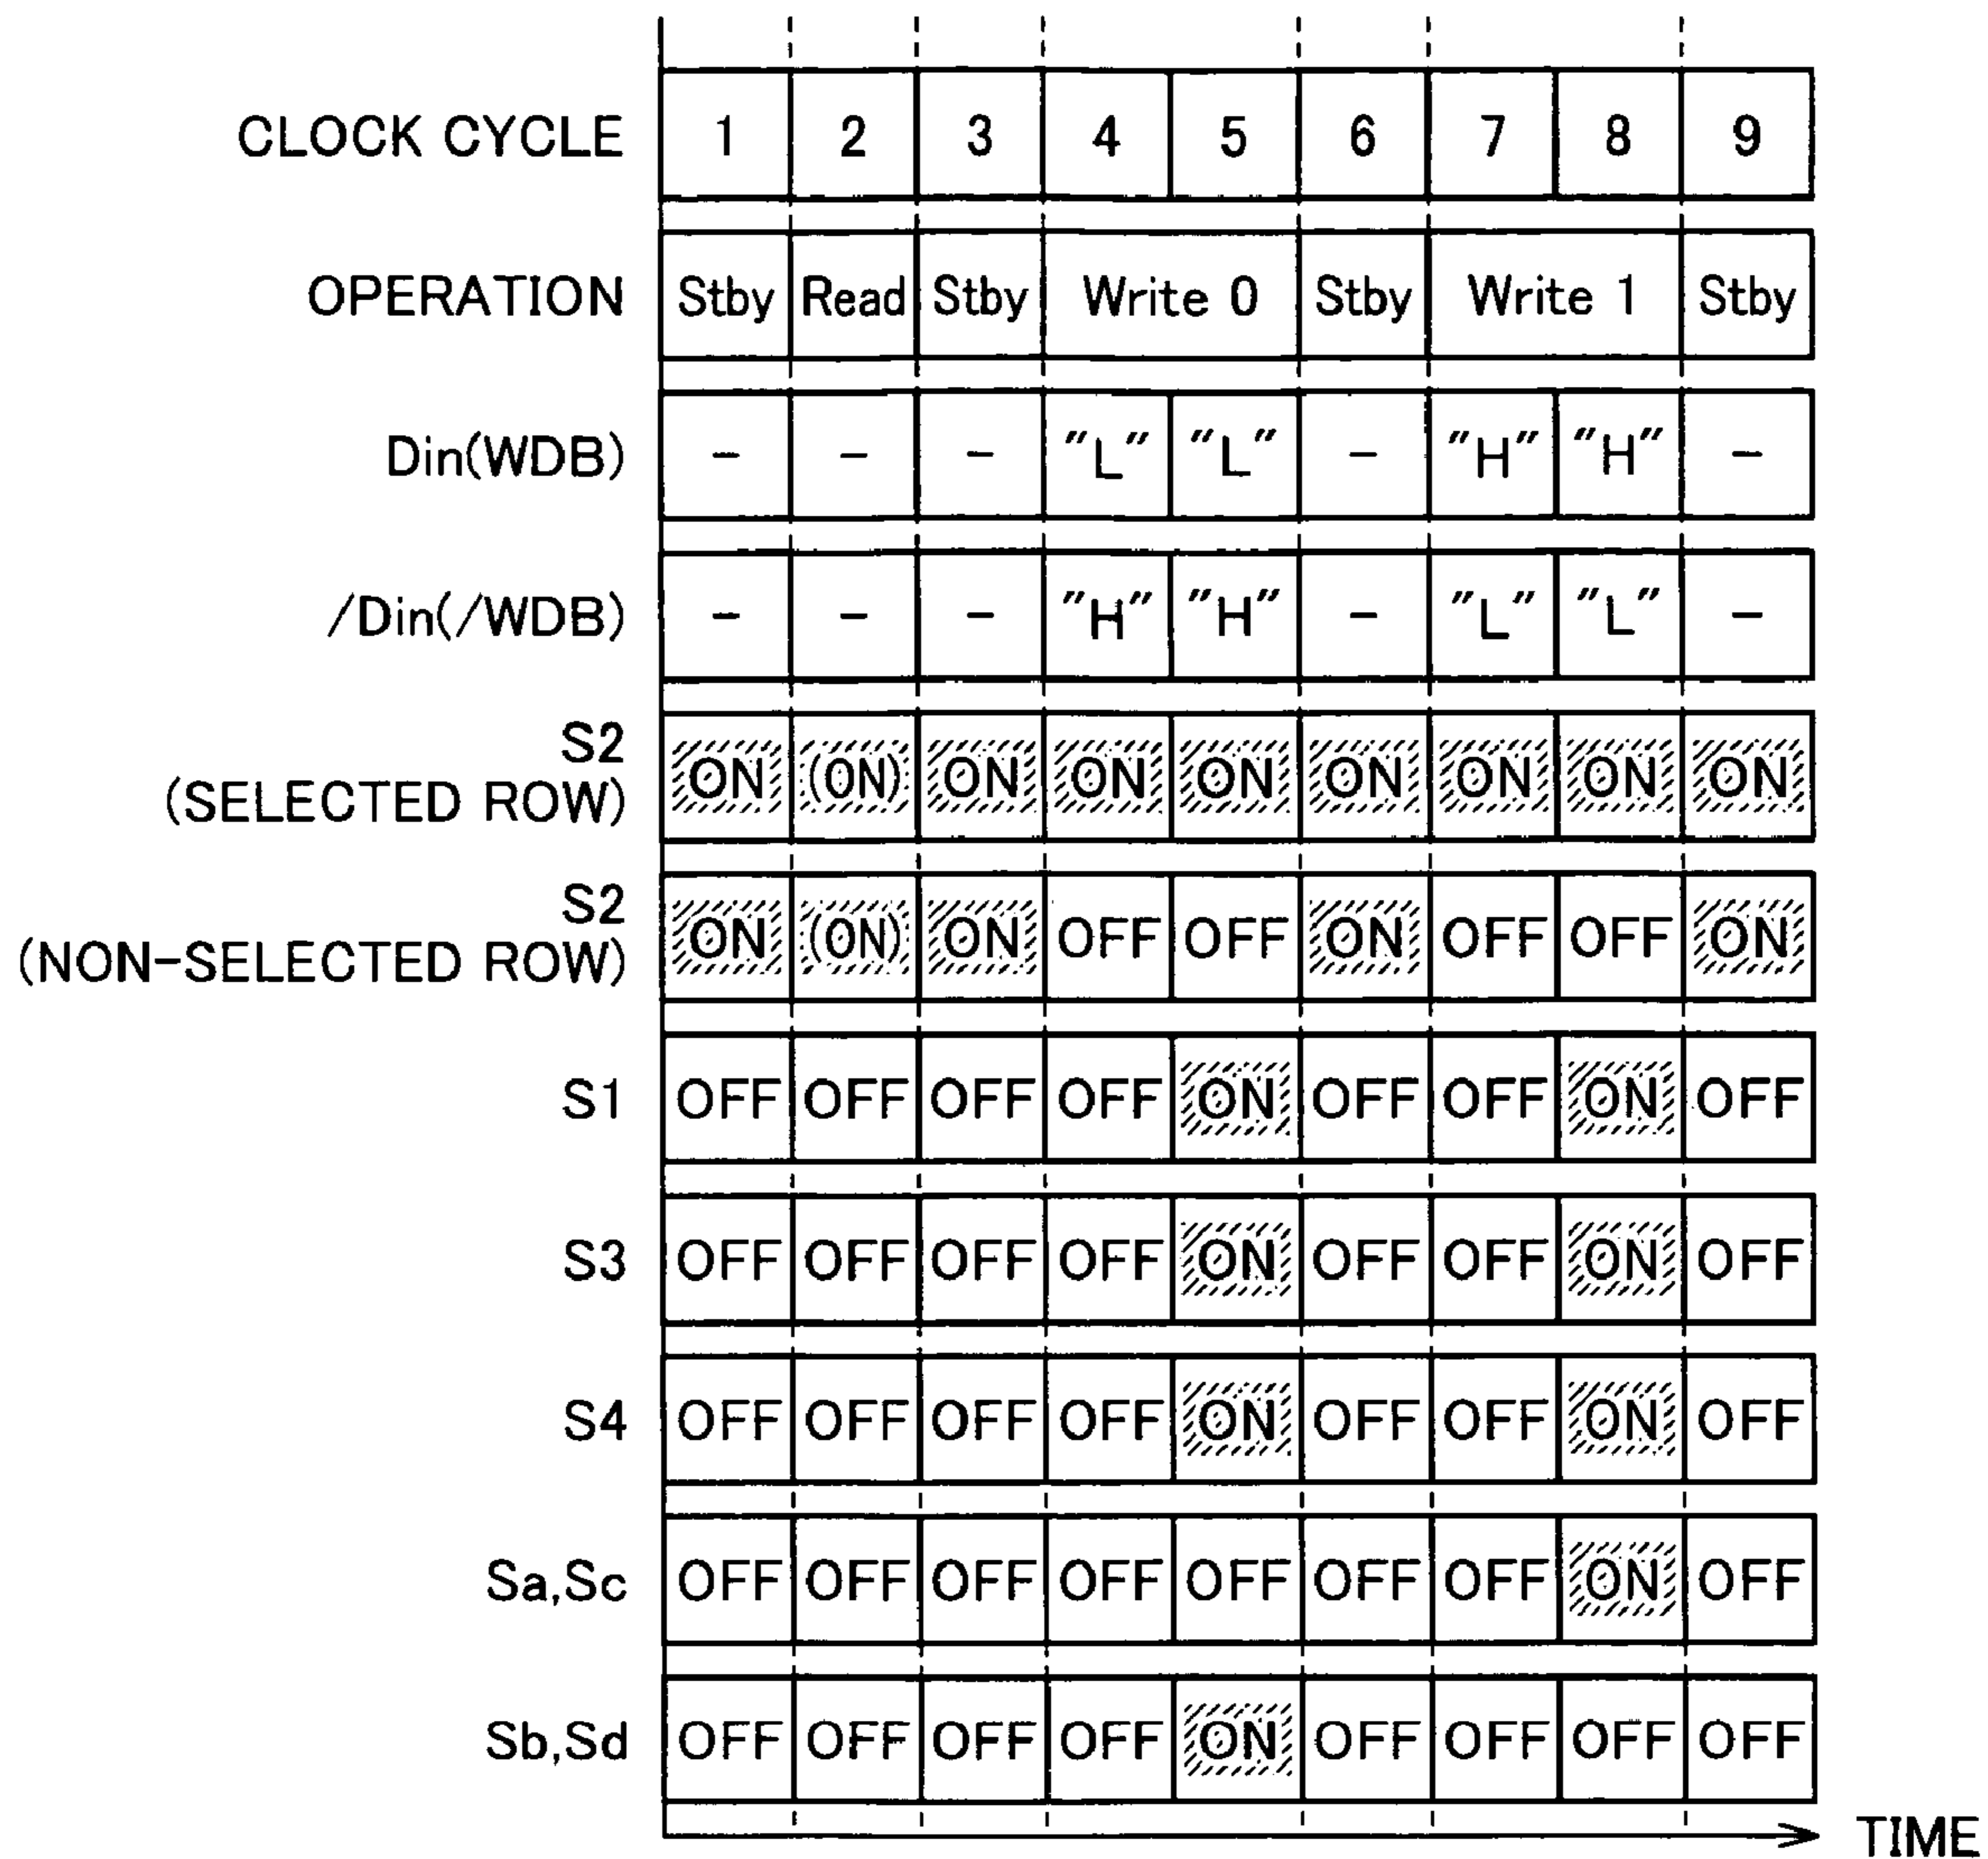 CLOCK CYCLE 1 2 3 4 5 6 7 8 9
OPERATION Stby Read Stby Write 0 Stby Write 1 Stby
Din(WDB) - - - "L" "L" - "H" "H" -
/Din(/WDB) - - - "H" "H" - "L" "L" -
S2
(SELECTED ROW) ON (ON) ON ON ON ON ON ON ON
S2
(NON-SELECTED ROW) ON (ON) ON OFF OFF ON OFF OFF ON
S1 OFF OFF OFF OFF ON OFF OFF ON OFF
S3 OFF OFF OFF OFF ON OFF OFF ON OFF
S4 OFF OFF OFF OFF ON OFF OFF ON OFF
Sa,Sc OFF OFF OFF OFF OFF OFF OFF ON OFF
Sb,Sd OFF OFF OFF OFF ON OFF OFF OFF OFF
TIME